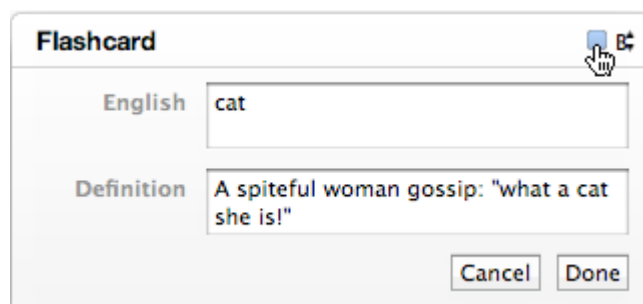 Flashcard
English
cat
Definition
A spiteful woman gossip: "what a cat
she is!"
Cancel Done